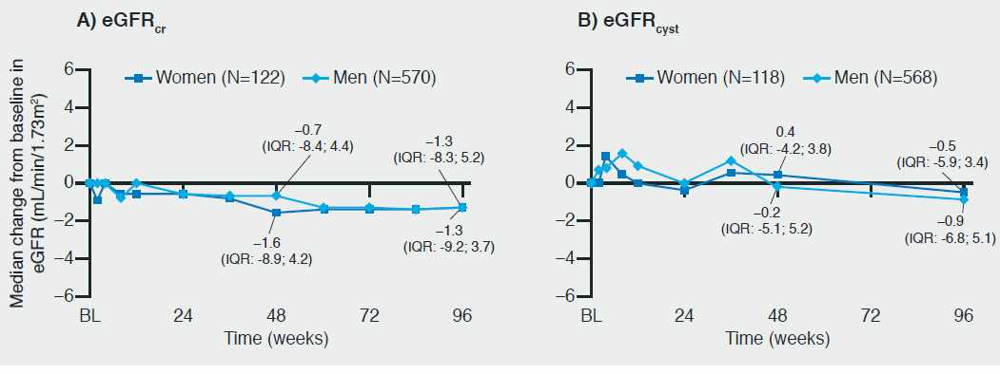 A) eGFRcr
Median change from baseline in
eGFR (mL/min/1.73m²)
Women (N=122) Men (N=570)
6
4
2
0
–2
–4
–6
–0.7
(IQR: -8.4; 4.4)
–1.3
(IQR: -8.3; 5.2)
–1.6
(IQR: -8.9; 4.2)
–1.3
(IQR: -9.2; 3.7)
BL 24 48 72 96
Time (weeks)
B) eGFRcyst
Women (N=118) Men (N=568)
6
4
2
0
–2
–4
–6
0.4
(IQR: -4.2; 3.8)
–0.5
(IQR: -5.9; 3.4)
–0.2
(IQR: -5.1; 5.2)
–0.9
(IQR: -6.8; 5.1)
BL 24 48 72 96
Time (weeks)